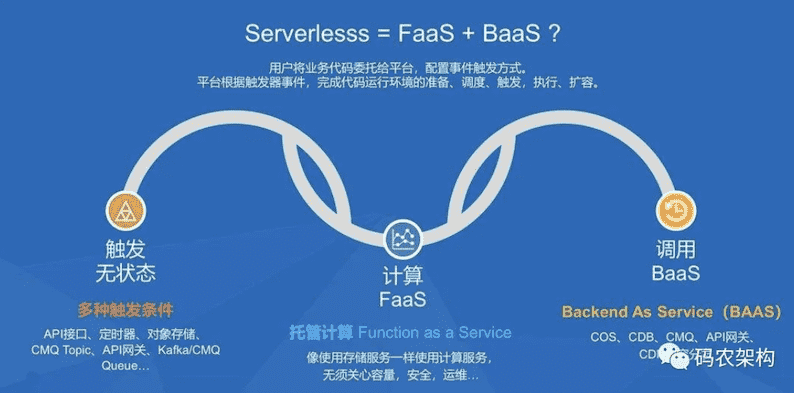 Serverlesss = FaaS + BaaS ?
用户将业务代码委托给平台，配置事件触发方式。
平台根据触发器事件，完成代码运行环境的准备、调度、触发，执行、扩容。
触发
无状态
多种触发条件
API接口、定时器、对象存储、
CMQ Topic、API网关、Kafka/CMQ
Queue...
计算
FaaS
托管计算 Function as a Service
像使用存储服务一样使用计算服务，
无须关心容量，安全，运维...
调用
BaaS
Backend As Service（BAAS）
COS、CDB、CMQ、API网关、
码农架构